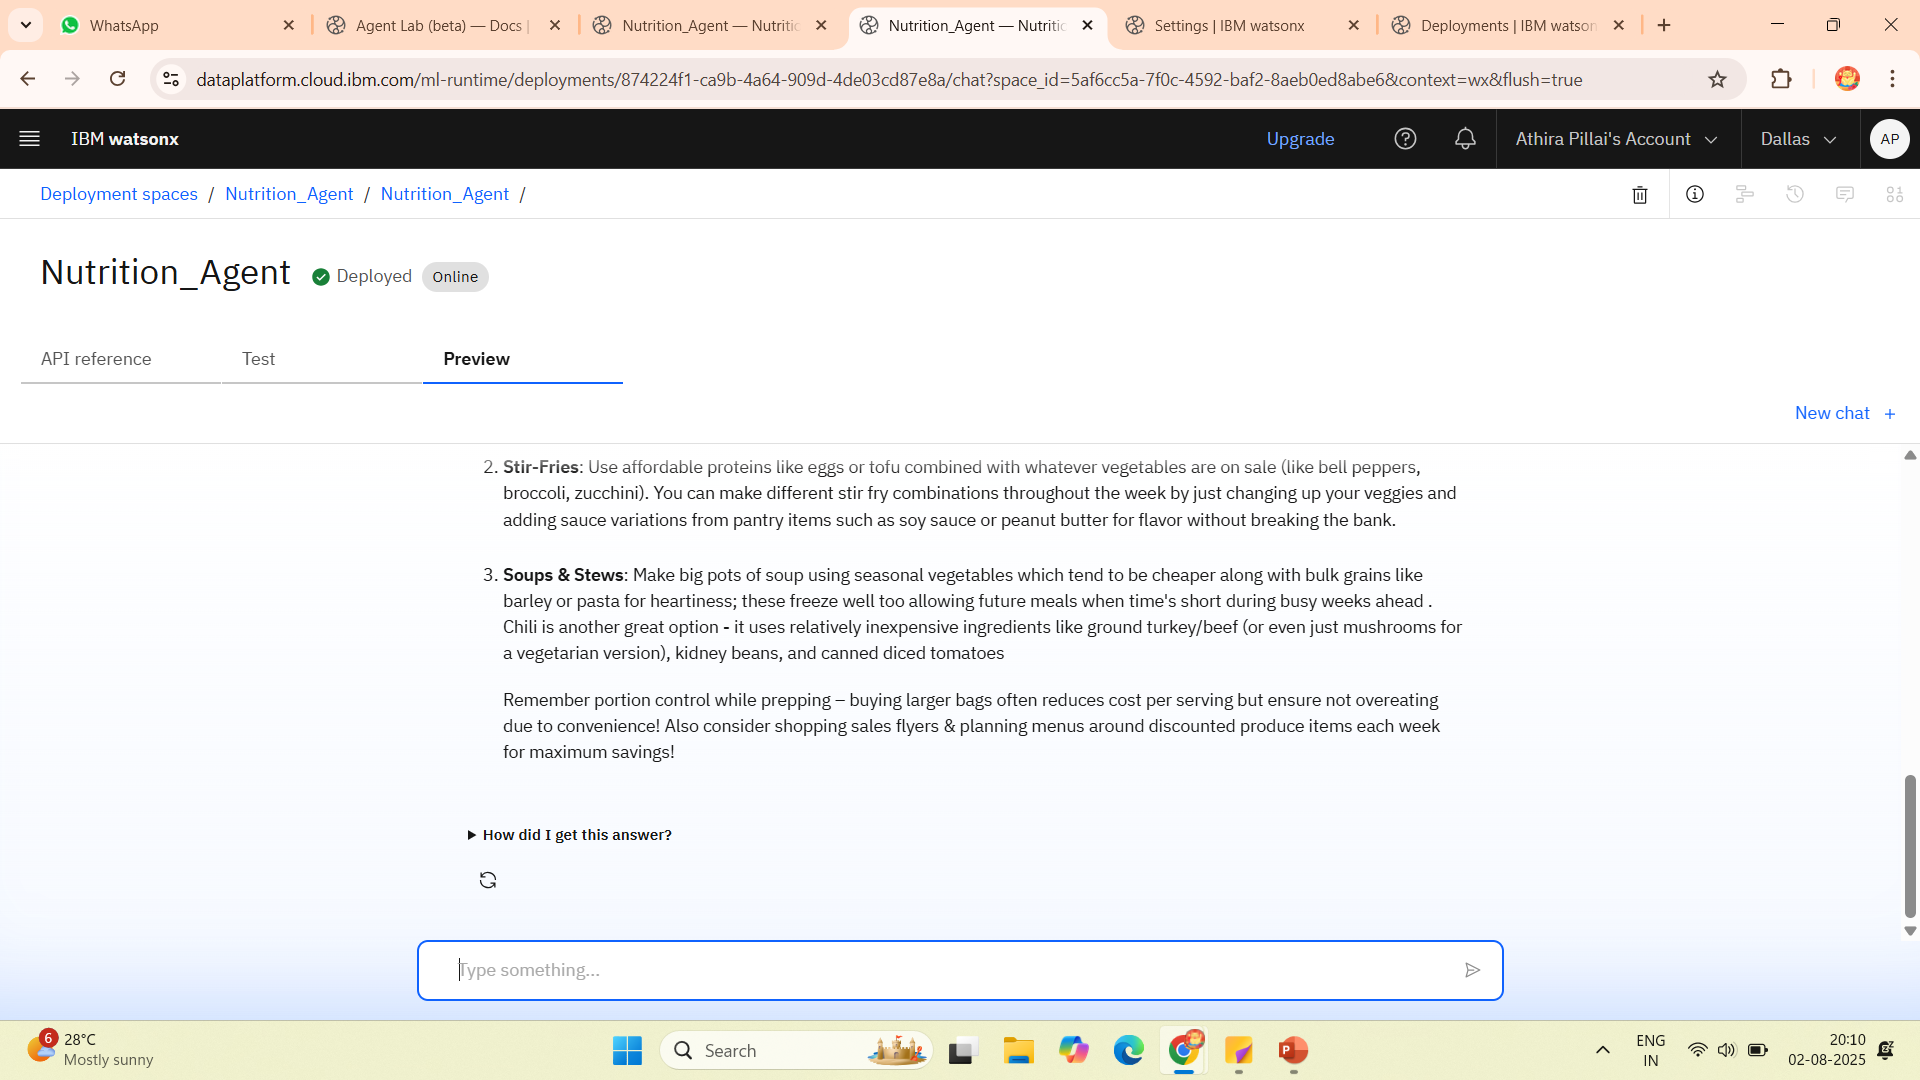 WhatsApp
Agent Lab (beta) — Docs |
Nutrition_Agent — Nutritic
Nutrition_Agent — Nutritic
Settings | IBM watsonx
Deployments | IBM watson
dataplatform.cloud.ibm.com/ml-runtime/deployments/874224f1-ca9b-4a64-909d-4de03cd87e8a/chat?space_id=5af6cc5a-7f0c-4592-baf2-8aeb0ed8abe6&context=wx&flush=true
IBM watsonx
Upgrade
Athira Pillai's Account
Dallas
AP
Deployment spaces / Nutrition_Agent / Nutrition_Agent /
Nutrition_Agent
Deployed
Online
API reference
Test
Preview
New chat +
2. Stir-Fries: Use affordable proteins like eggs or tofu combined with whatever vegetables are on sale (like bell peppers,
broccoli, zucchini). You can make different stir fry combinations throughout the week by just changing up your veggies and
adding sauce variations from pantry items such as soy sauce or peanut butter for flavor without breaking the bank.
3. Soups & Stews: Make big pots of soup using seasonal vegetables which tend to be cheaper along with bulk grains like
barley or pasta for heartiness; these freeze well too allowing future meals when time's short during busy weeks ahead .
Chili is another great option - it uses relatively inexpensive ingredients like ground turkey/beef (or even just mushrooms for
a vegetarian version), kidney beans, and canned diced tomatoes
Remember portion control while prepping – buying larger bags often reduces cost per serving but ensure not overeating
due to convenience! Also consider shopping sales flyers & planning menus around discounted produce items each week
for maximum savings!
How did I get this answer?
Type something...
6
28°C
Mostly sunny
Search
P
ENG
IN
20:10
02-08-2025